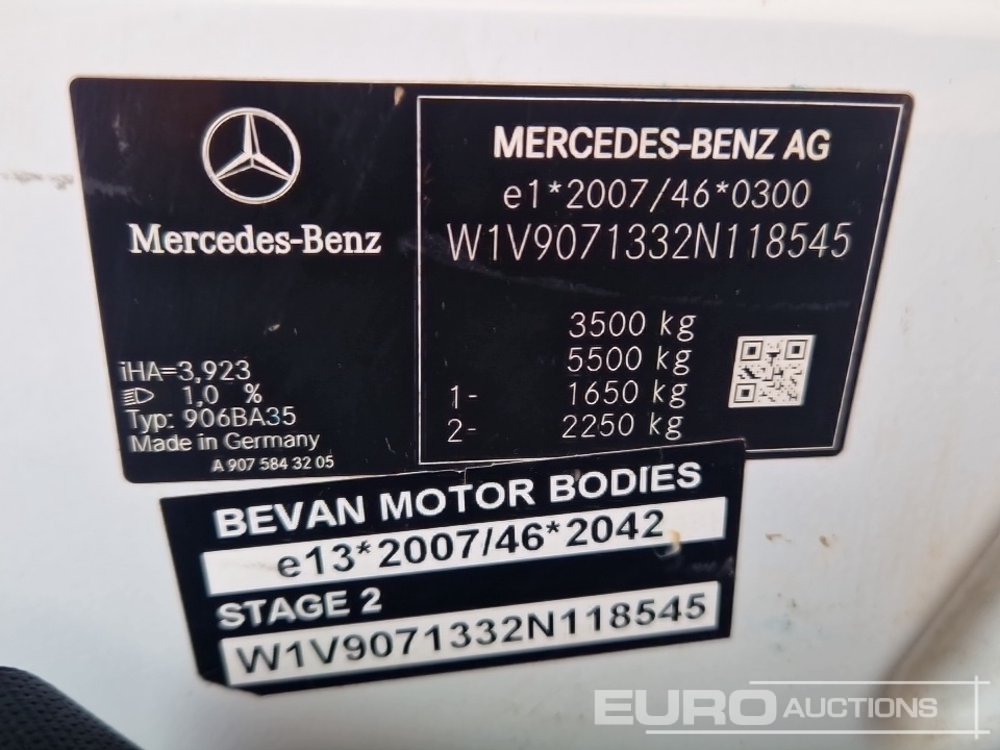 Mercedes-Benz
iHA=3,923
1,0 %
Typ: 906BA35
Made in Germany
A 907 584 32 05
MERCEDES-BENZ AG
e1*2007/46*0300
W1V9071332N118545
3500 kg
5500 kg
1- 1650 kg
2- 2250 kg
BEVAN MOTOR BODIES
e13*2007/46*2042
STAGE 2
W1V9071332N118545
EURO AUCTIONS